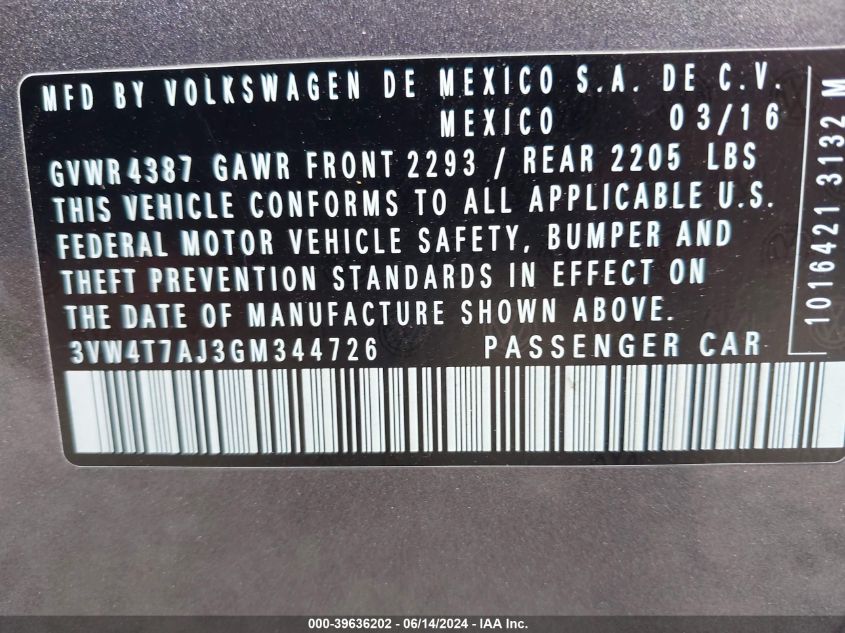 MFD BY VOLKSWAGEN DE MEXICO S.A. DE C.V.
MEXICO 03/16
GVWR 4387 GAWR FRONT 2293 / REAR 2205 LBS
THIS VEHICLE CONFORMS TO ALL APPLICABLE U.S.
FEDERAL MOTOR VEHICLE SAFETY, BUMPER AND
THEFT PREVENTION STANDARDS IN EFFECT ON
THE DATE OF MANUFACTURE SHOWN ABOVE.
3VW4T7AJ3GM344726 PASSENGER CAR
1016421 3132 M
000-39636202 / 06/14/2024 - IAA Inc.